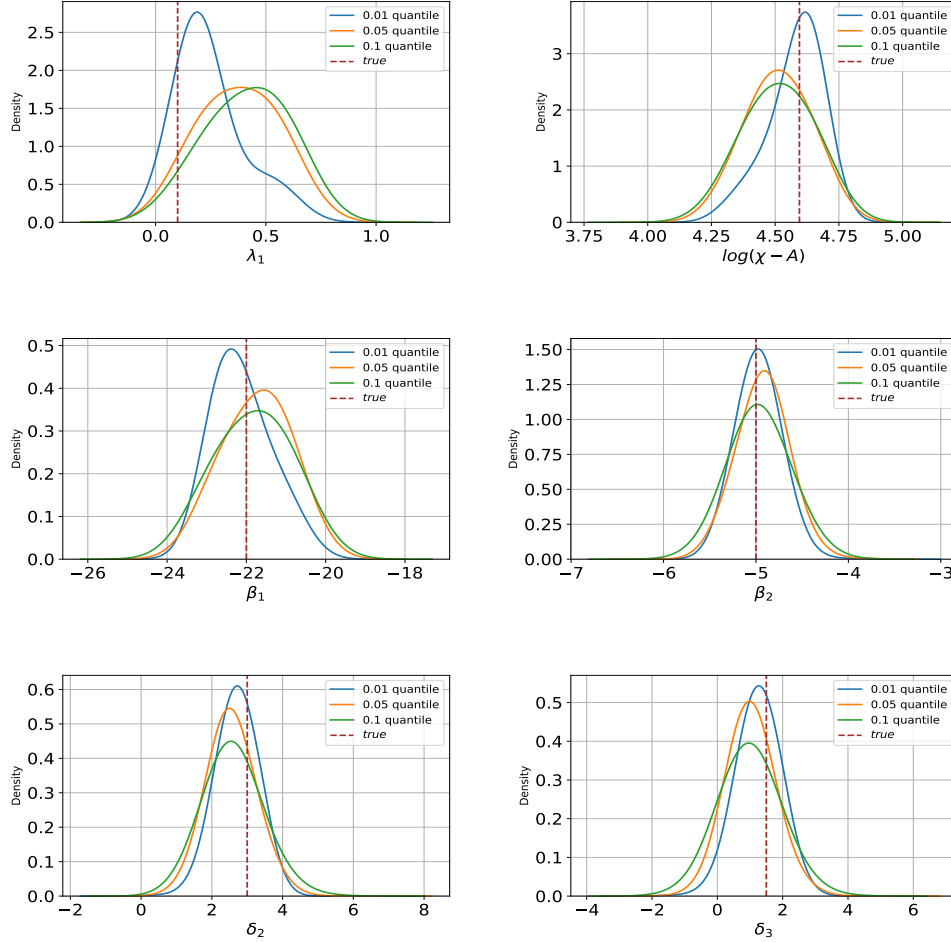 0.01 quantile
0.05 quantile
0.1 quantile
true
Density
2.5
2.0
1.5
1.0
0.5
0.0
0.0 0.5 1.0
λ₁
0.01 quantile
0.05 quantile
0.1 quantile
true
Density
3
2
1
0
3.75 4.00 4.25 4.50 4.75 5.00
log(χ − A)
0.01 quantile
0.05 quantile
0.1 quantile
true
Density
0.5
0.4
0.3
0.2
0.1
0.0
−26 −24 −22 −20 −18
β₁
0.01 quantile
0.05 quantile
0.1 quantile
true
Density
1.50
1.25
1.00
0.75
0.50
0.25
0.00
−7 −6 −5 −4 −3
β₂
0.01 quantile
0.05 quantile
0.1 quantile
true
Density
0.6
0.5
0.4
0.3
0.2
0.1
0.0
−2 0 2 4 6 8
δ₂
0.01 quantile
0.05 quantile
0.1 quantile
true
Density
0.5
0.4
0.3
0.2
0.1
0.0
−4 −2 0 2 4 6
δ₃